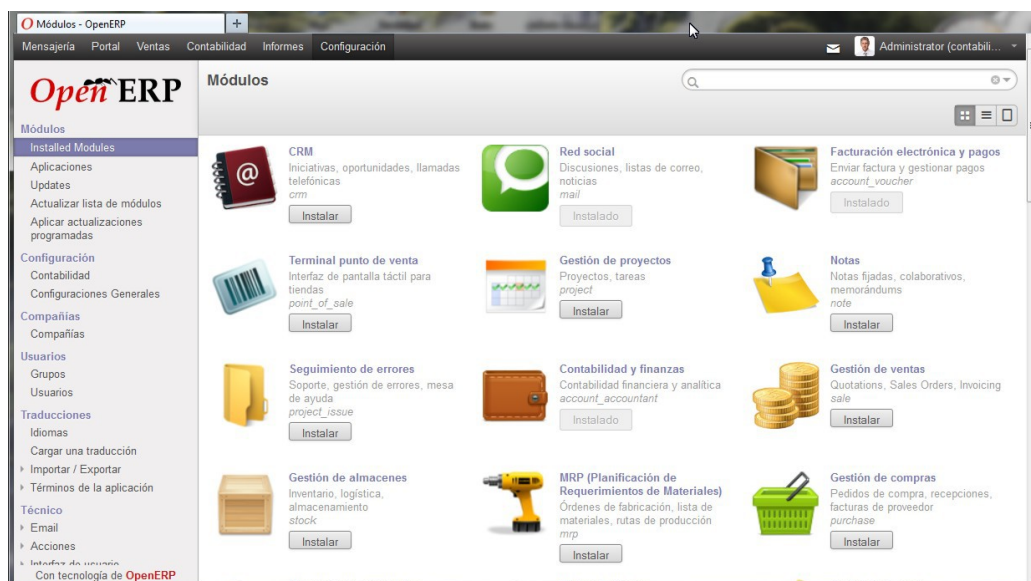 Módulos - OpenERP
Mensajería Portal Ventas Contabilidad Informes Configuración
Administrator (contabili...
OpenERP
Módulos
Installed Modules
Aplicaciones
Updates
Actualizar lista de módulos
Aplicar actualizaciones
programadas
Configuración
Contabilidad
Configuraciones Generales
Compañías
Compañías
Usuarios
Grupos
Usuarios
Traducciones
Idiomas
Cargar una traducción
Importar / Exportar
Términos de la aplicación
Técnico
Email
Acciones
Interfaz de usuario
Con tecnología de OpenERP
Módulos
CRM
Iniciativas, oportunidades, llamadas
telefónicas
crm
Instalar
Red social
Discusiones, listas de correo,
noticias
mail
Instalado
Facturación electrónica y pagos
Enviar factura y gestionar pagos
account_voucher
Instalado
Terminal punto de venta
Interfaz de pantalla táctil para
tiendas
point_of_sale
Instalar
Gestión de proyectos
Proyectos, tareas
project
Instalar
Notas
Notas fijadas, colaborativos,
memorándums
note
Instalar
Seguimiento de errores
Soporte, gestión de errores, mesa
de ayuda
project_issue
Instalar
Contabilidad y finanzas
Contabilidad financiera y analítica
account_accountant
Instalado
Gestión de ventas
Quotations, Sales Orders, Invoicing
sale
Instalar
Gestión de almacenes
Inventario, logística,
almacenamiento
stock
Instalar
MRP (Planificación de
Requerimientos de Materiales)
Órdenes de fabricación, lista de
materiales, rutas de producción
mrp
Instalar
Gestión de compras
Pedidos de compra, recepciones,
facturas de proveedor
purchase
Instalar